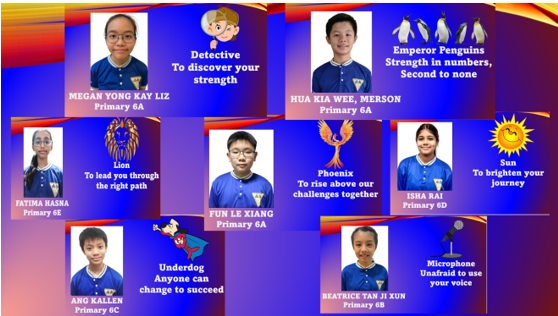 Detective
To discover your
strength
MEGAN YONG KAY LIZ
Primary 6A
Emperor Penguins
Strength in numbers,
Second to none
HUA KIA WEE, MERSON
Primary 6A
Lion
To lead you through
the right path
FATIMA HASNA
Primary 6E
Phoenix
To rise above our
challenges together
FUN LE XIANG
Primary 6A
Sun
To brighten your
journey
ISHA RAI
Primary 6D
Underdog
Anyone can
change to succeed
ANG KALLEN
Primary 6C
Microphone
Unafraid to use
your voice
BEATRICE TAN JI XUN
Primary 6B